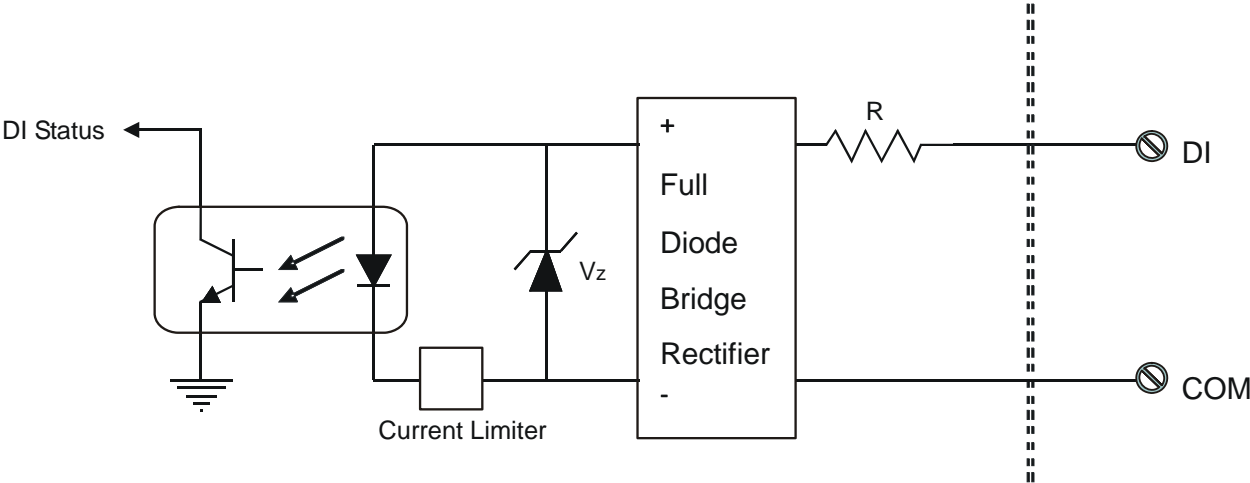 DI Status
+
Full
Diode
Bridge
Rectifier
-
R
DI
Vz
COM
Current Limiter